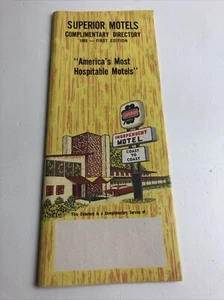 SUPERIOR MOTELS
COMPLIMENTARY DIRECTORY
FIRST EDITION
"America's Most
Hospitable Motels"
INDEPENDENT
MOTEL
COAST
TO
COAST
This Directory is a Complimentary Service of